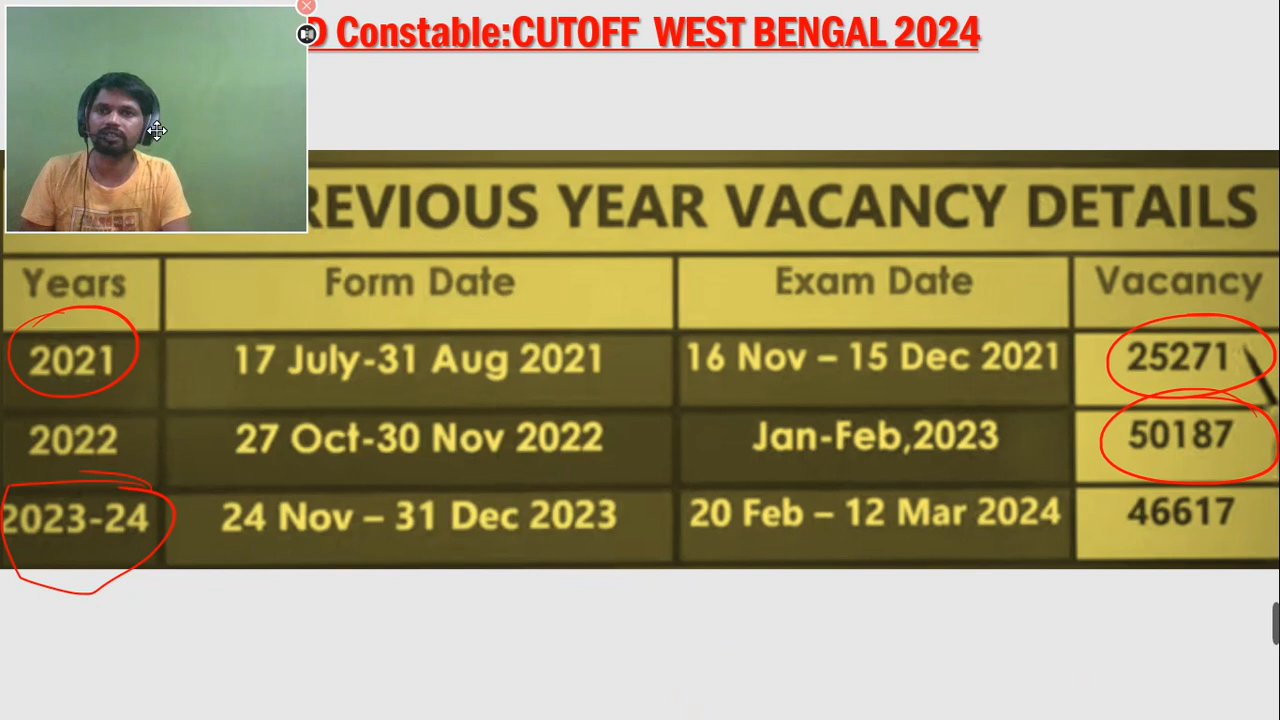 D Constable:CUTOFF WEST BENGAL 2024
REVIOUS YEAR VACANCY DETAILS
Years Form Date Exam Date Vacancy
2021 17 July-31 Aug 2021 16 Nov – 15 Dec 2021 25271
2022 27 Oct-30 Nov 2022 Jan-Feb,2023 50187
2023-24 24 Nov – 31 Dec 2023 20 Feb – 12 Mar 2024 46617